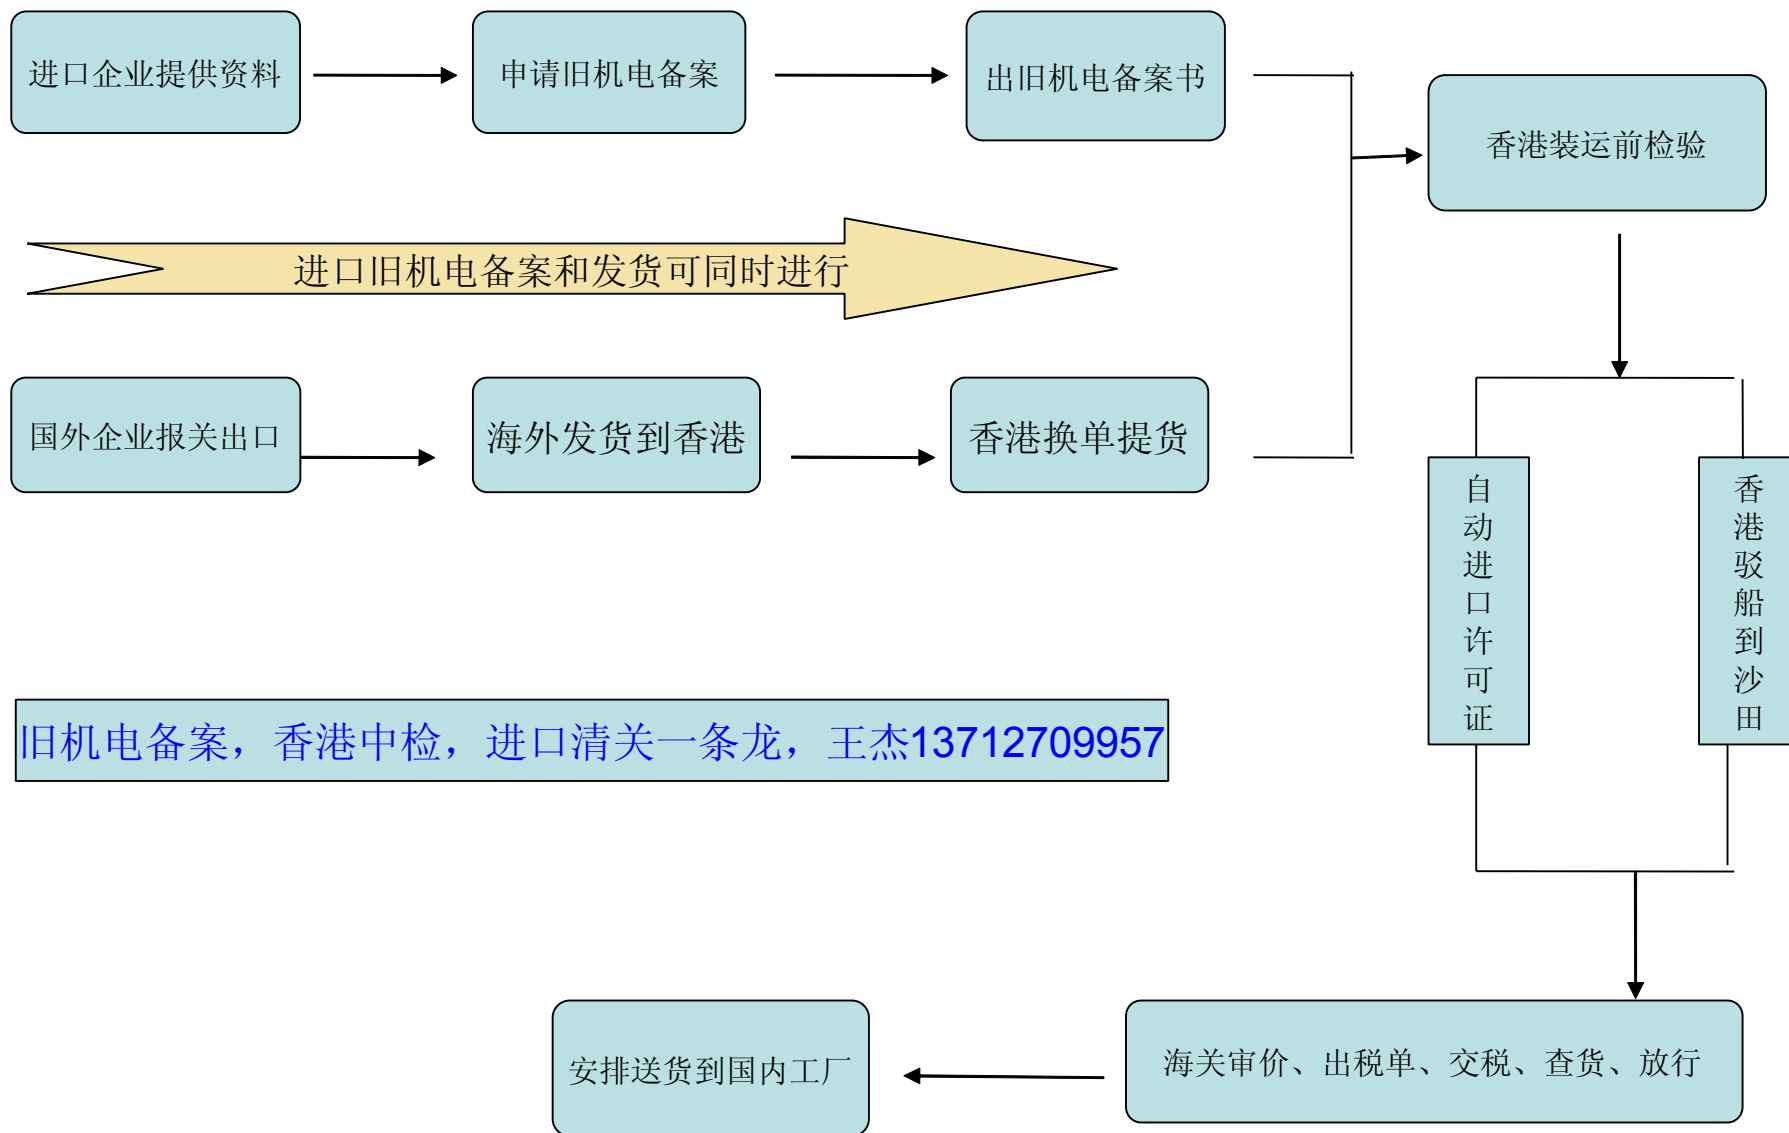 进口企业提供资料
申请旧机电备案
出旧机电备案书
香港装运前检验
进口旧机电备案和发货可同时进行
国外企业报关出口
海外发货到香港
香港换单提货
自动进口许可证
香港驳船到沙田
旧机电备案，香港中检，进口清关一条龙，王杰13712709957
海关审价、出税单、交税、查货、放行
安排送货到国内工厂